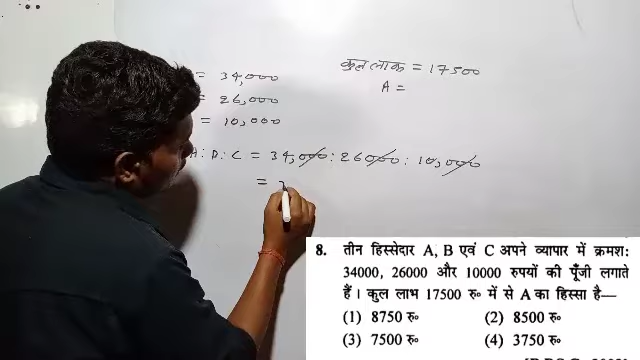 = 34,000
= 26,000
= 10,000
कुल लाभ = 17500
A =
: B : C = 34,000 : 26000 : 10,000
=
8. तीन हिस्सेदार A, B एवं C अपने व्यापार में क्रमश:
34000, 26000 और 10000 रुपयों की पूँजी लगाते
हैं । कुल लाभ 17500 रु० में से A का हिस्सा है—
(1) 8750 रु० (2) 8500 रु०
(3) 7500 रु० (4) 3750 रु०